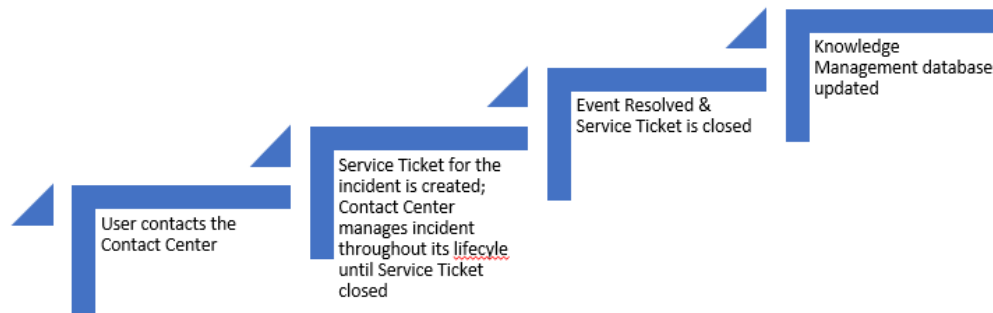 User contacts the
Contact Center
Service Ticket for the
incident is created;
Contact Center
manages incident
throughout its lifecyle
until Service Ticket
closed
Event Resolved &
Service Ticket is closed
Knowledge
Management database
updated